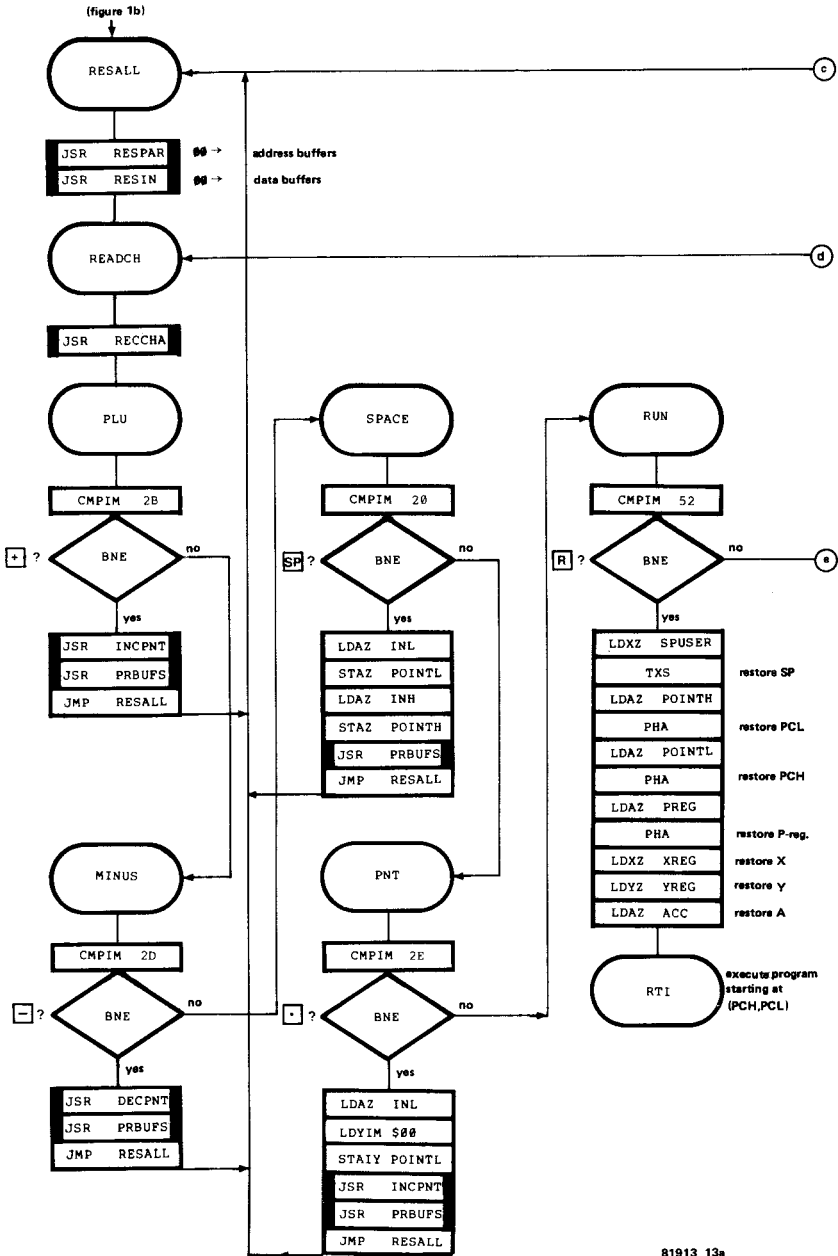 (figure 1b)
RESALL
c
JSR RESPAR 00 → address buffers
JSR RESIN 00 → data buffers
READCH
d
JSR RECCHA
PLU
CMPIM 2B
+ ?
BNE
no
yes
JSR INCPNT
JSR PRBUFS
JMP RESALL
MINUS
CMPIM 2D
− ?
BNE
no
yes
JSR DECPNT
JSR PRBUFS
JMP RESALL
SPACE
CMPIM 20
SP ?
BNE
no
yes
LDAZ INL
STAZ POINTL
LDAZ INH
STAZ POINTH
JSR PRBUFS
JMP RESALL
PNT
CMPIM 2E
· ?
BNE
no
yes
LDAZ INL
LDYIM $00
STAIY POINTL
JSR INCPNT
JSR PRBUFS
JMP RESALL
RUN
CMPIM 52
R ?
BNE
no
e
yes
LDXZ SPUSER
TXS restore SP
LDAZ POINTH
PHA restore PCL
LDAZ POINTL
PHA restore PCH
LDAZ PREG
PHA restore P-reg.
LDXZ XREG restore X
LDYZ YREG restore Y
LDAZ ACC restore A
RTI
execute program
starting at
(PCH,PCL)
81913 13a